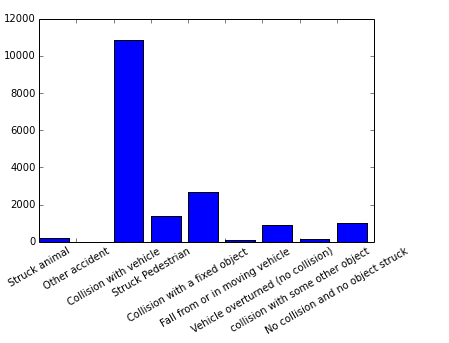 12000
10000
8000
6000
4000
2000
0
Struck animal
Other accident
Collision with vehicle
Struck Pedestrian
Collision with a fixed object
Fall from or in moving vehicle
Vehicle overturned (no collision)
collision with some other object
No collision and no object struck